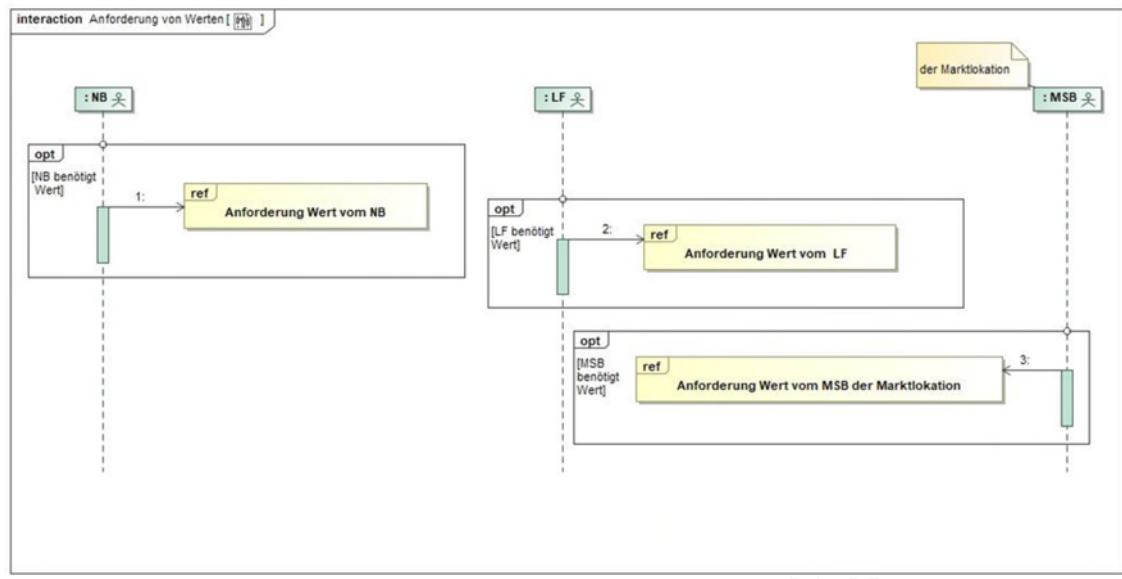 interaction Anforderung von Werten [ ]
der Marktlokation
: NB
: LF
: MSB
opt
[NB benötigt
Wert]
1:
ref
Anforderung Wert vom NB
opt
[LF benötigt
Wert]
2:
ref
Anforderung Wert vom LF
opt
[MSB
benötigt
Wert]
ref
Anforderung Wert vom MSB der Marktlokation
3: